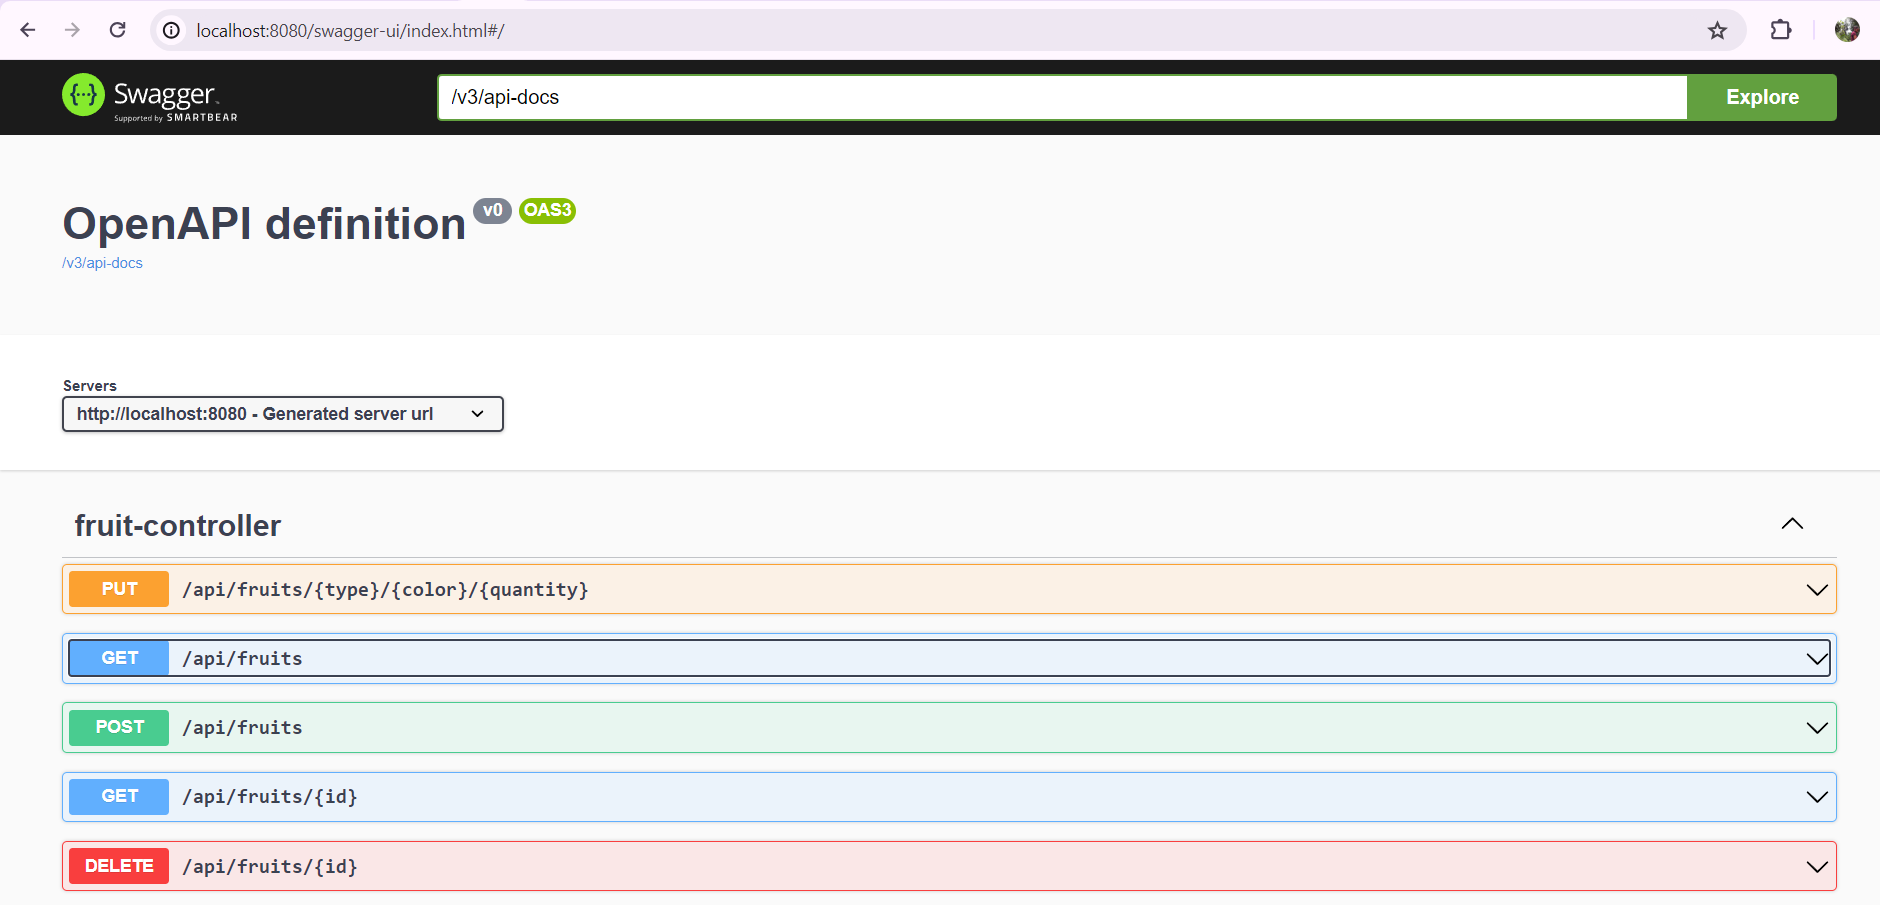 localhost:8080/swagger-ui/index.html#/
{···} Swagger.
Supported by SMARTBEAR
/v3/api-docs
Explore
OpenAPI definition v0 OAS3
/v3/api-docs
Servers
http://localhost:8080 - Generated server url
fruit-controller
PUT /api/fruits/{type}/{color}/{quantity}
GET /api/fruits
POST /api/fruits
GET /api/fruits/{id}
DELETE /api/fruits/{id}